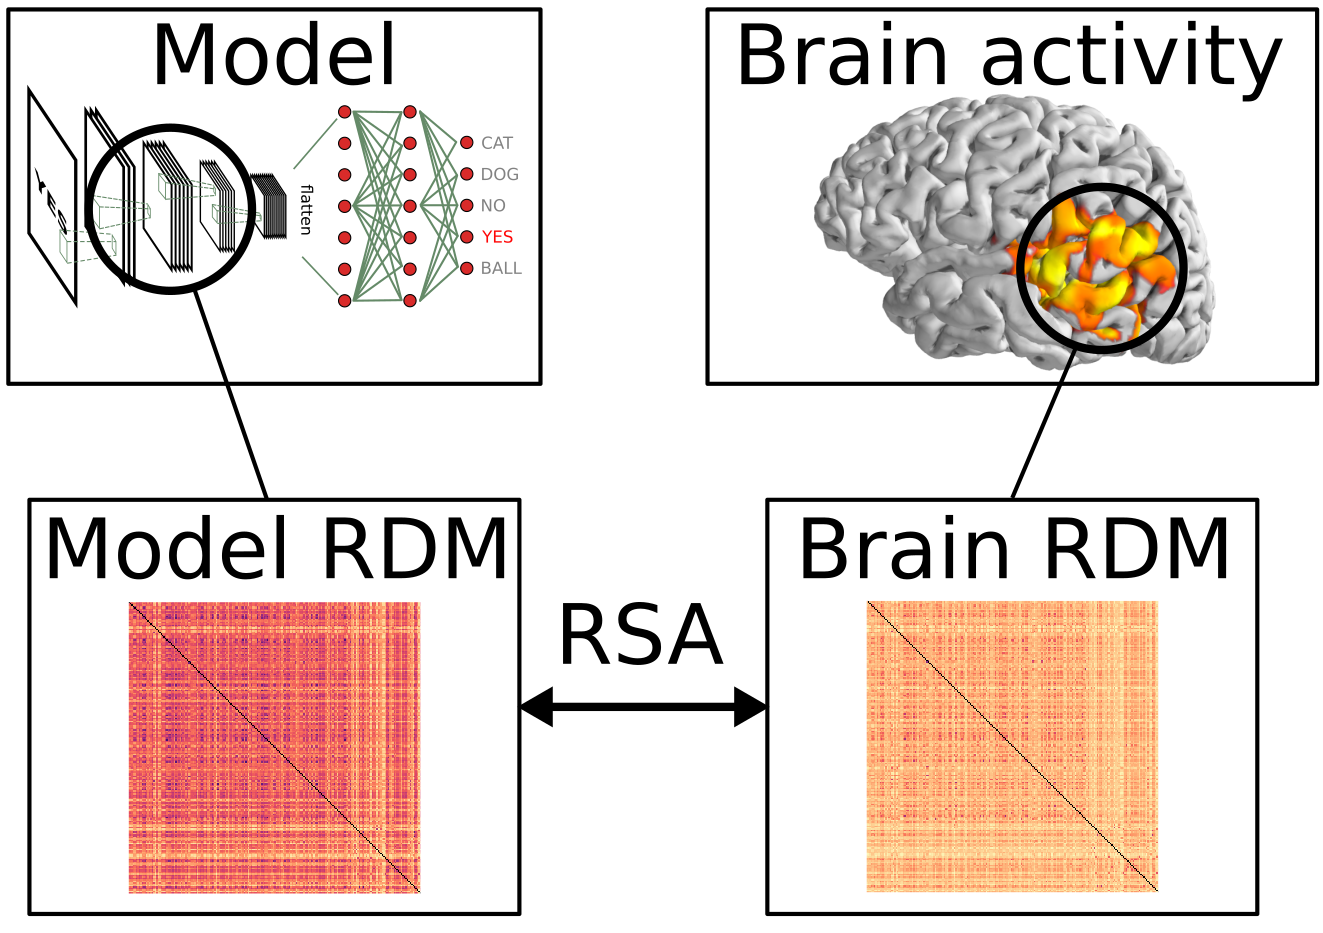 Model
YES
flatten
CAT
DOG
NO
YES
BALL
Brain activity
Model RDM
RSA
Brain RDM